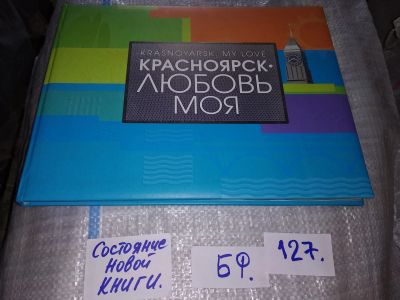 KRASNOYARSK, MY LOVE
КРАСНОЯРСК-
ЛЮБОВЬ
МОЯ
Состояние
новой
книги.
БФ.
127.